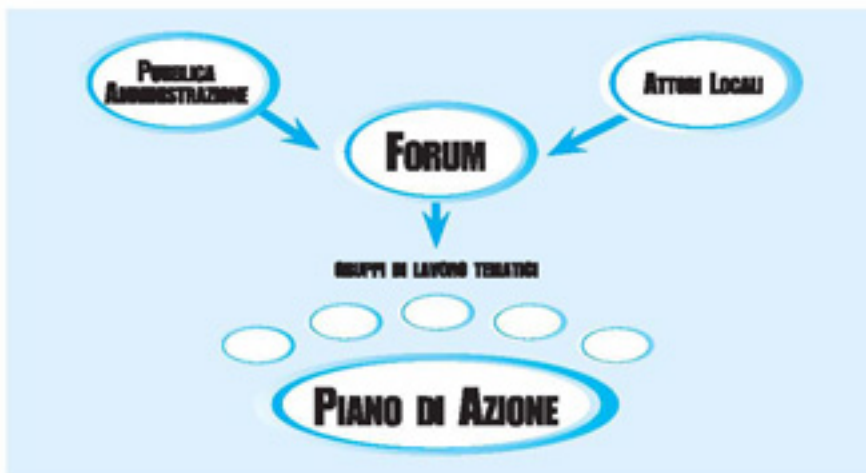 PUBBLICA
AMMINISTRAZIONE
ATTORI LOCALI
FORUM
GRUPPI DI LAVORO TEMATICI
PIANO DI AZIONE